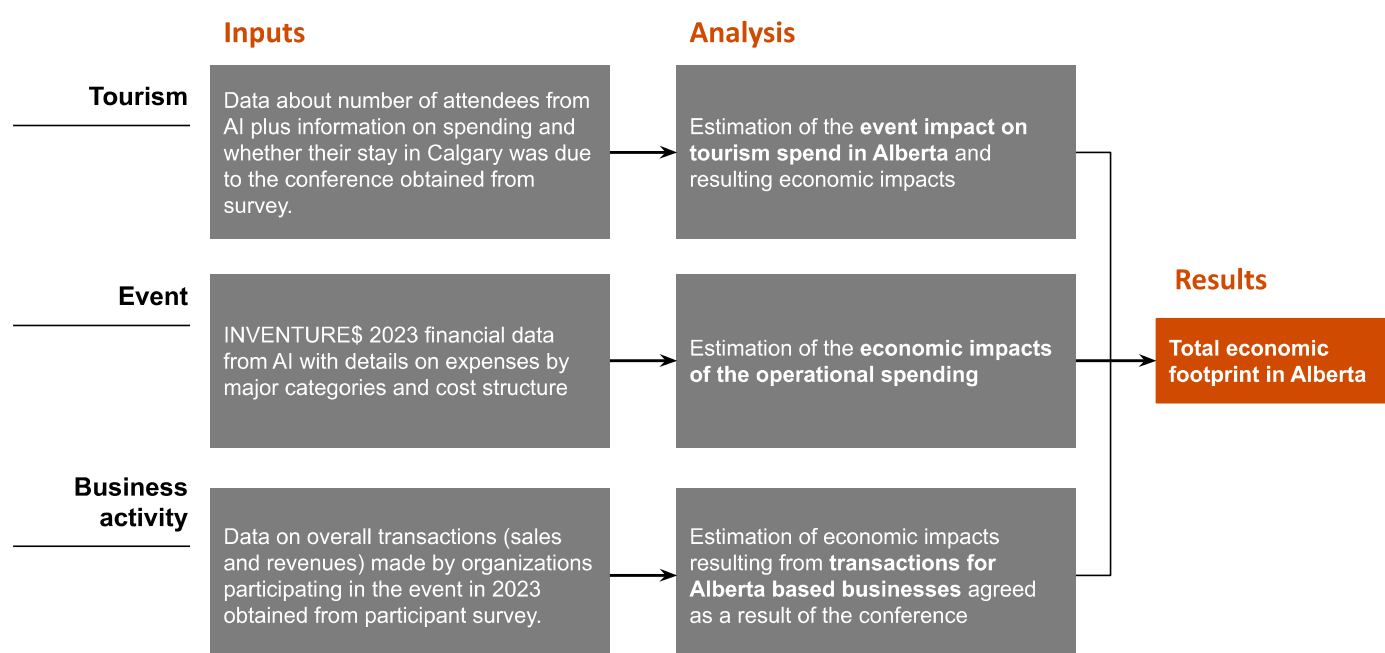 Inputs
Analysis
Tourism
Data about number of attendees from
AI plus information on spending and
whether their stay in Calgary was due
to the conference obtained from
survey.
Estimation of the event impact on
tourism spend in Alberta and
resulting economic impacts
Event
INVENTURE$ 2023 financial data
from AI with details on expenses by
major categories and cost structure
Estimation of the economic impacts
of the operational spending
Results
Total economic
footprint in Alberta
Business
activity
Data on overall transactions (sales
and revenues) made by organizations
participating in the event in 2023
obtained from participant survey.
Estimation of economic impacts
resulting from transactions for
Alberta based businesses agreed
as a result of the conference